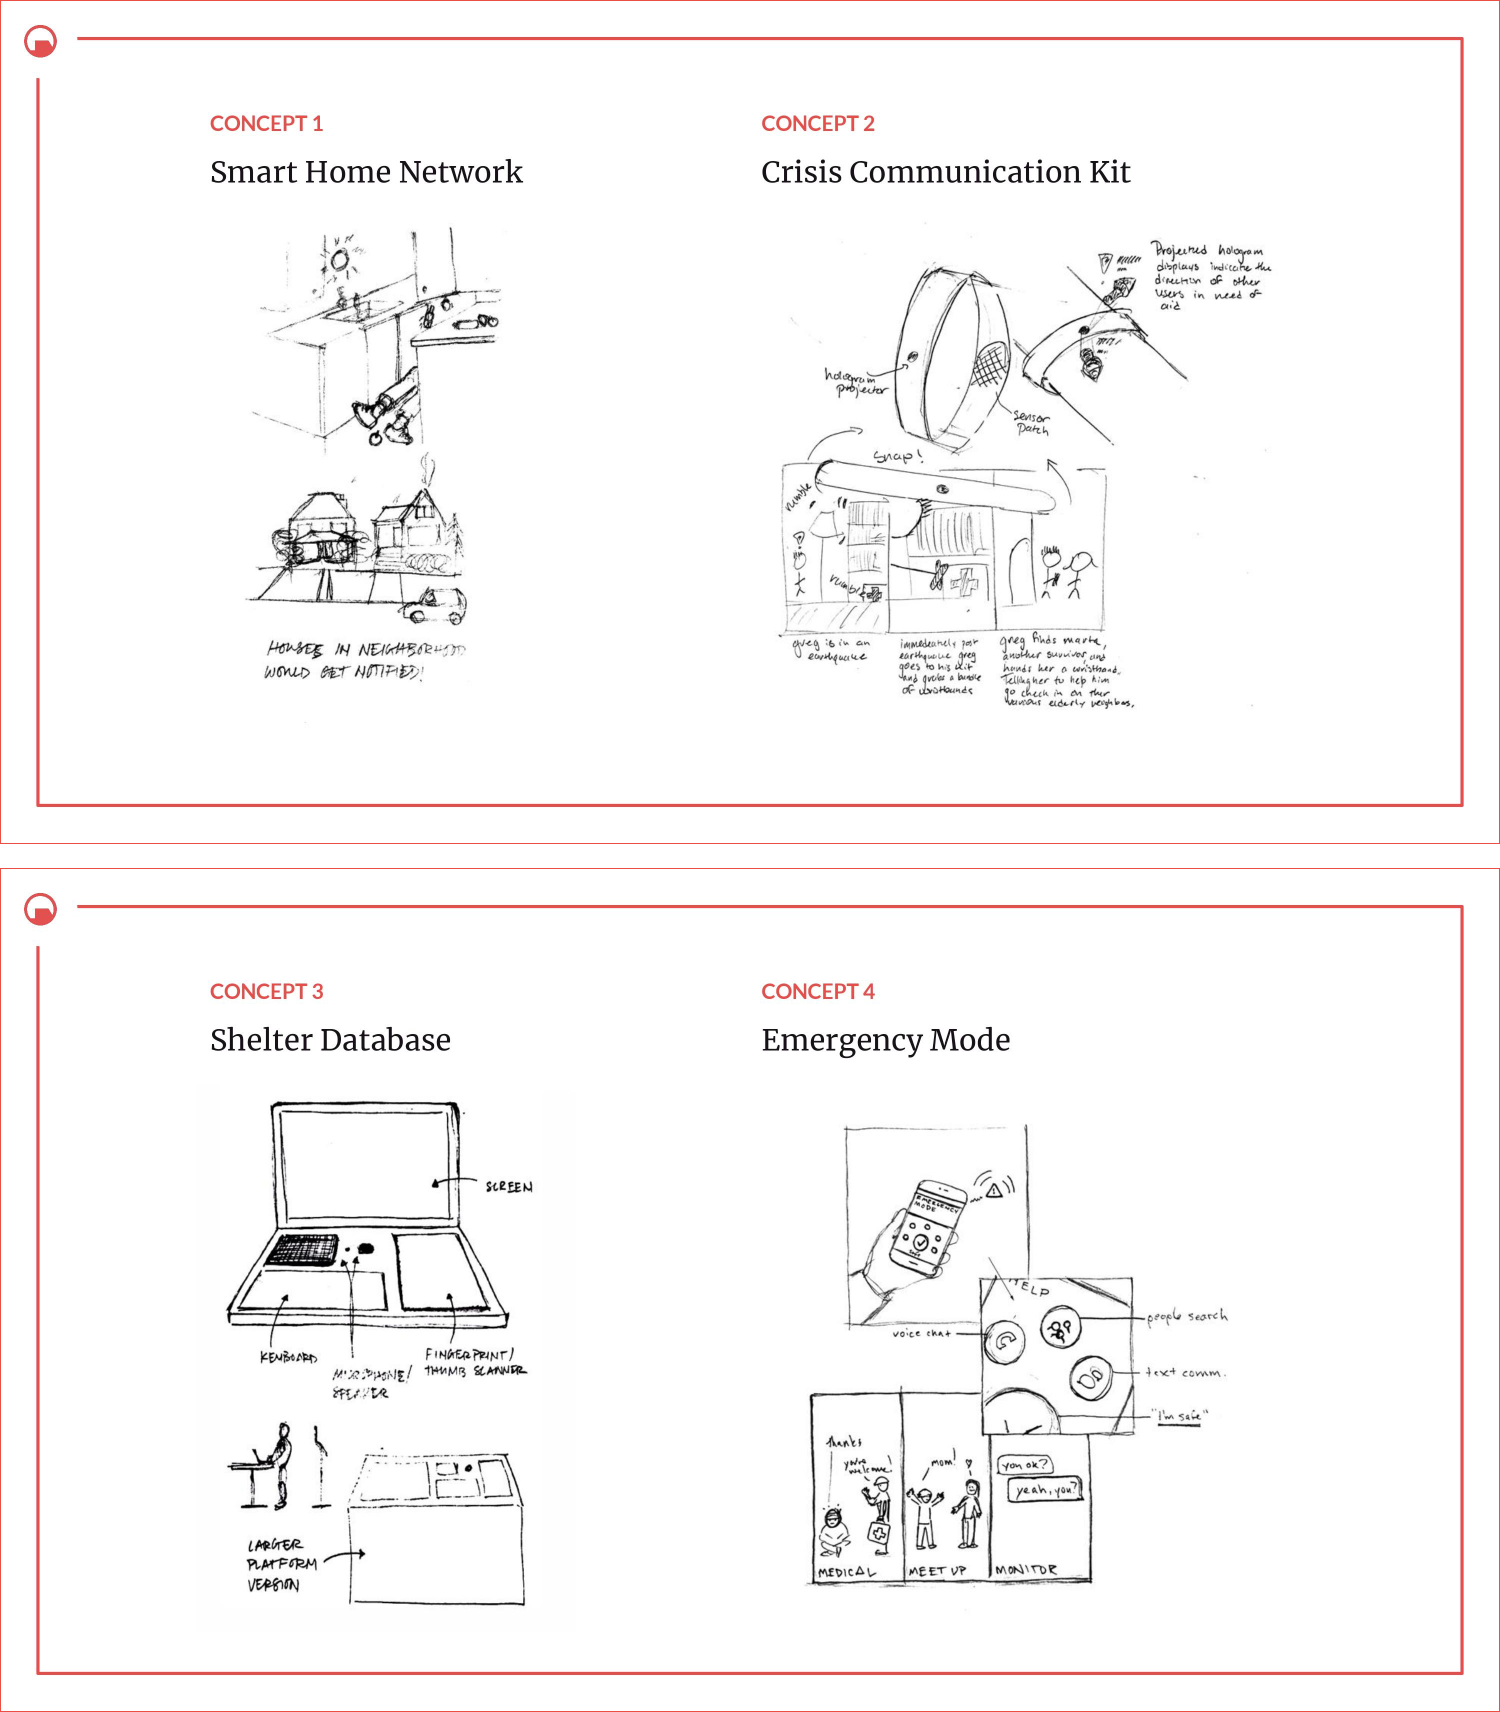 CONCEPT 1
Smart Home Network
HOUSES IN NEIGHBORHOOD
WOULD GET NOTIFIED!
CONCEPT 2
Crisis Communication Kit
Projected hologram
displays indicate the
direction of other
users in need of
aid
hologram
projector
sensor
patch
snap!
rumble
rumble
greg is in an
earthquake
immediately post
earthquake greg
goes to his kit
and grabs a bundle
of wristbands
greg finds marta,
another survivor, and
hands her a wristband.
Telling her to help him
go check in on their
various elderly neighbors.
CONCEPT 3
Shelter Database
SCREEN
KEYBOARD
MICROPHONE/
SPEAKER
FINGERPRINT/
THUMB SCANNER
LARGER
PLATFORM
VERSION
CONCEPT 4
Emergency Mode
EMERGENCY
MODE
SAFE
HELP
people search
voice chat
text comm.
"I'm safe"
thanks
you're
welcome!
mom!
you ok?
yeah, you?
MEDICAL
MEET UP
MONITOR